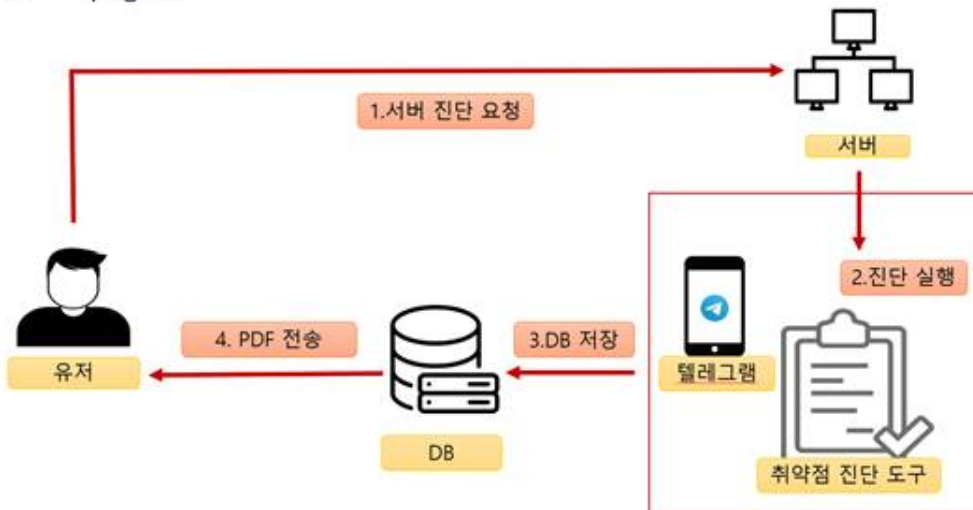 1.서버 진단 요청
서버
2.진단 실행
텔레그램
취약점 진단 도구
3.DB 저장
DB
4. PDF 전송
유저